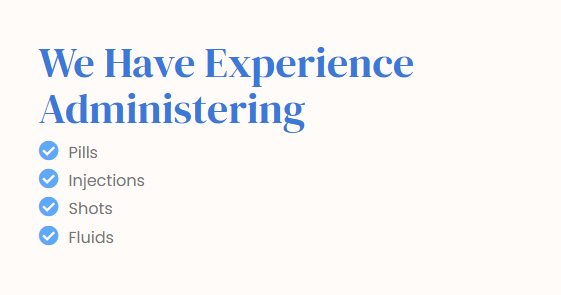 We Have Experience
Administering
Pills
Injections
Shots
Fluids